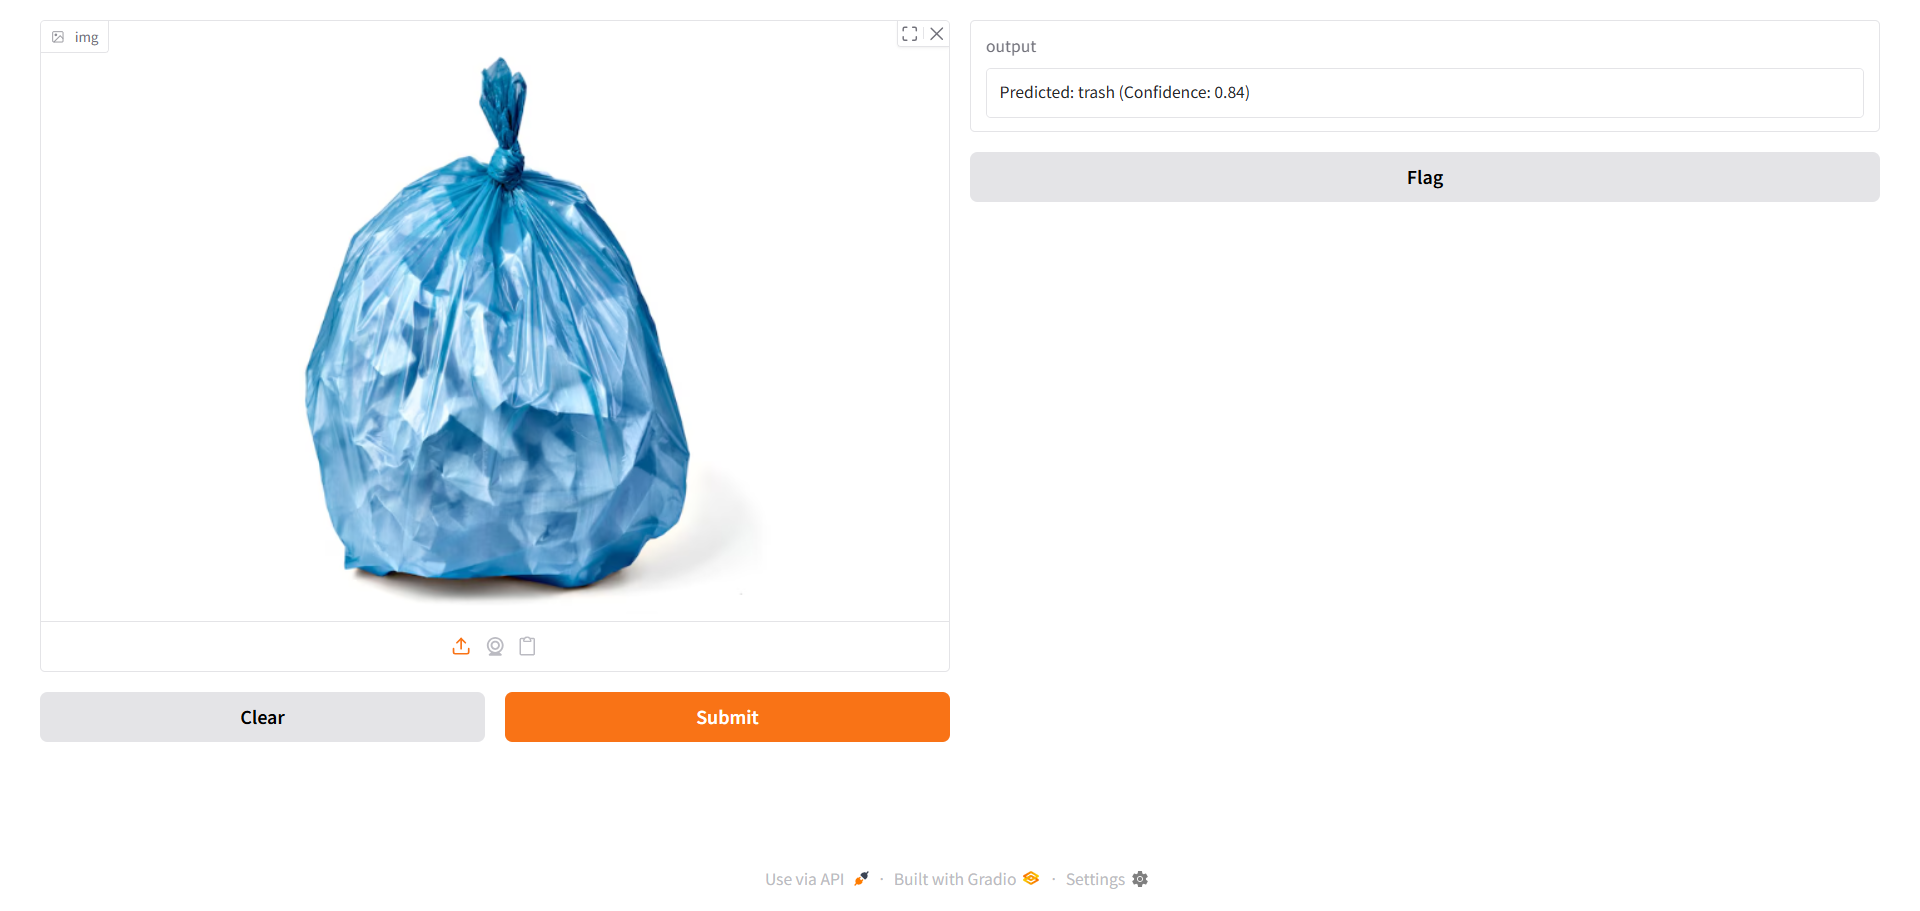 img
output
Predicted: trash (Confidence: 0.84)
Flag
Clear
Submit
Use via API · Built with Gradio · Settings